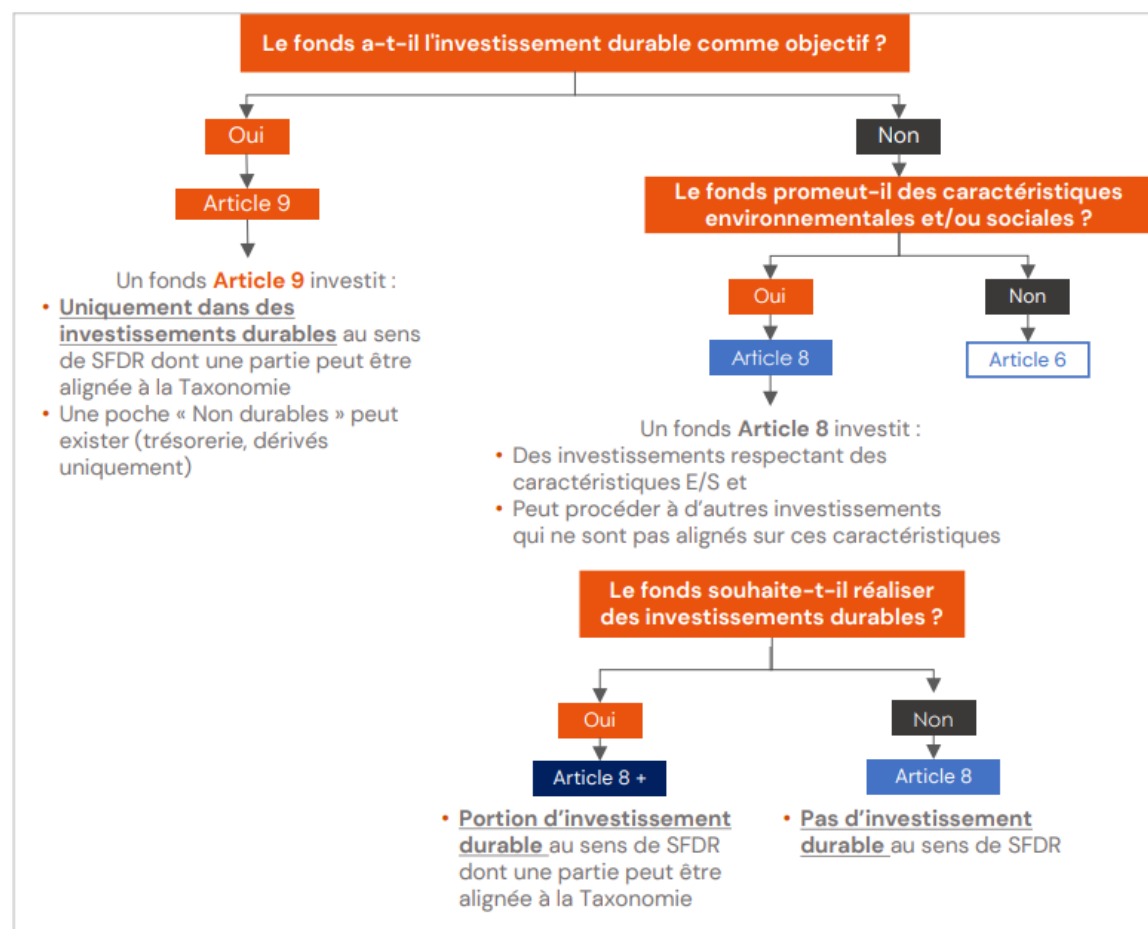 Le fonds a-t-il l'investissement durable comme objectif ?
Oui
Non
Article 9
Un fonds Article 9 investit :
• Uniquement dans des
investissements durables au sens
de SFDR dont une partie peut être
alignée à la Taxonomie
• Une poche « Non durables » peut
exister (trésorerie, dérivés
uniquement)
Le fonds promeut-il des caractéristiques
environnementales et/ou sociales ?
Oui
Non
Article 8
Article 6
Un fonds Article 8 investit :
• Des investissements respectant des
caractéristiques E/S et
• Peut procéder à d'autres investissements
qui ne sont pas alignés sur ces caractéristiques
Le fonds souhaite-t-il réaliser
des investissements durables ?
Oui
Non
Article 8 +
Article 8
• Portion d'investissement
durable au sens de SFDR
dont une partie peut être
alignée à la Taxonomie
• Pas d'investissement
durable au sens de SFDR